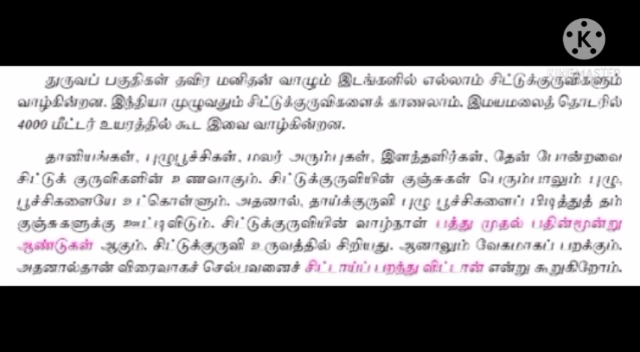 KINEMASTER
துருவப் பகுதிகள் தவிர மனிதன் வாழும் இடங்களில் எல்லாம் சிட்டுக்குருவிகளும்
வாழ்கின்றன. இந்தியா முழுவதும் சிட்டுக்குருவிகளைக் காணலாம். இமயமலைத் தொடரில்
4000 மீட்டர் உயரத்தில் கூட இவை வாழ்கின்றன.
தானியங்கள், புழுபூச்சிகள், மலர் அரும்புகள், இளந்தளிர்கள், தேன் போன்றவை
சிட்டுக் குருவிகளின் உணவாகும். சிட்டுக்குருவியின் குஞ்சுகள் பெரும்பாலும் புழு,
பூச்சிகளையே உட்கொள்ளும். அதனால், தாய்க்குருவி புழு பூச்சிகளைப் பிடித்துத் தம்
குஞ்சுகளுக்கு ஊட்டிவிடும். சிட்டுக்குருவியின் வாழ்நாள் பத்து முதல் பதின்மூன்று
ஆண்டுகள் ஆகும். சிட்டுக்குருவி உருவத்தில் சிறியது. ஆனாலும் வேகமாகப் பறக்கும்.
அதனால்தான் விரைவாகச் செல்பவனைச் சிட்டாய்ப் பறந்து விட்டான் என்று கூறுகிறோம்.